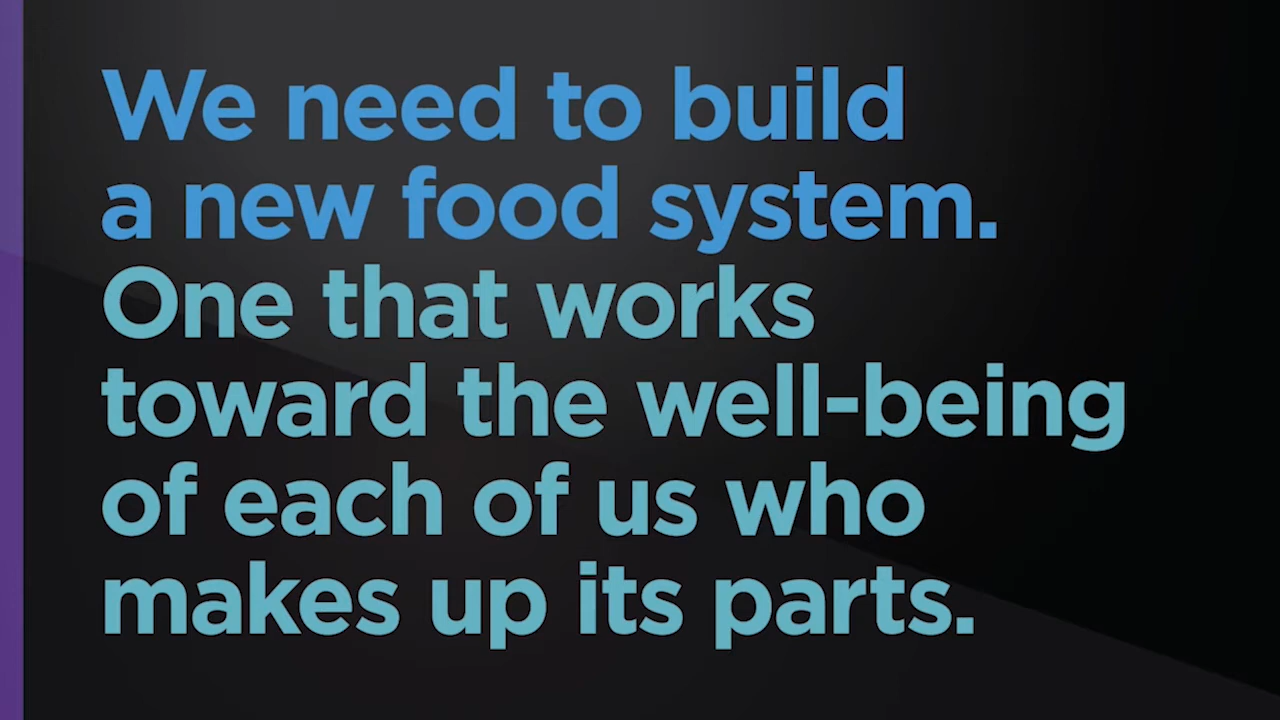 We need to build
a new food system.
One that works
toward the well-being
of each of us who
makes up its parts.